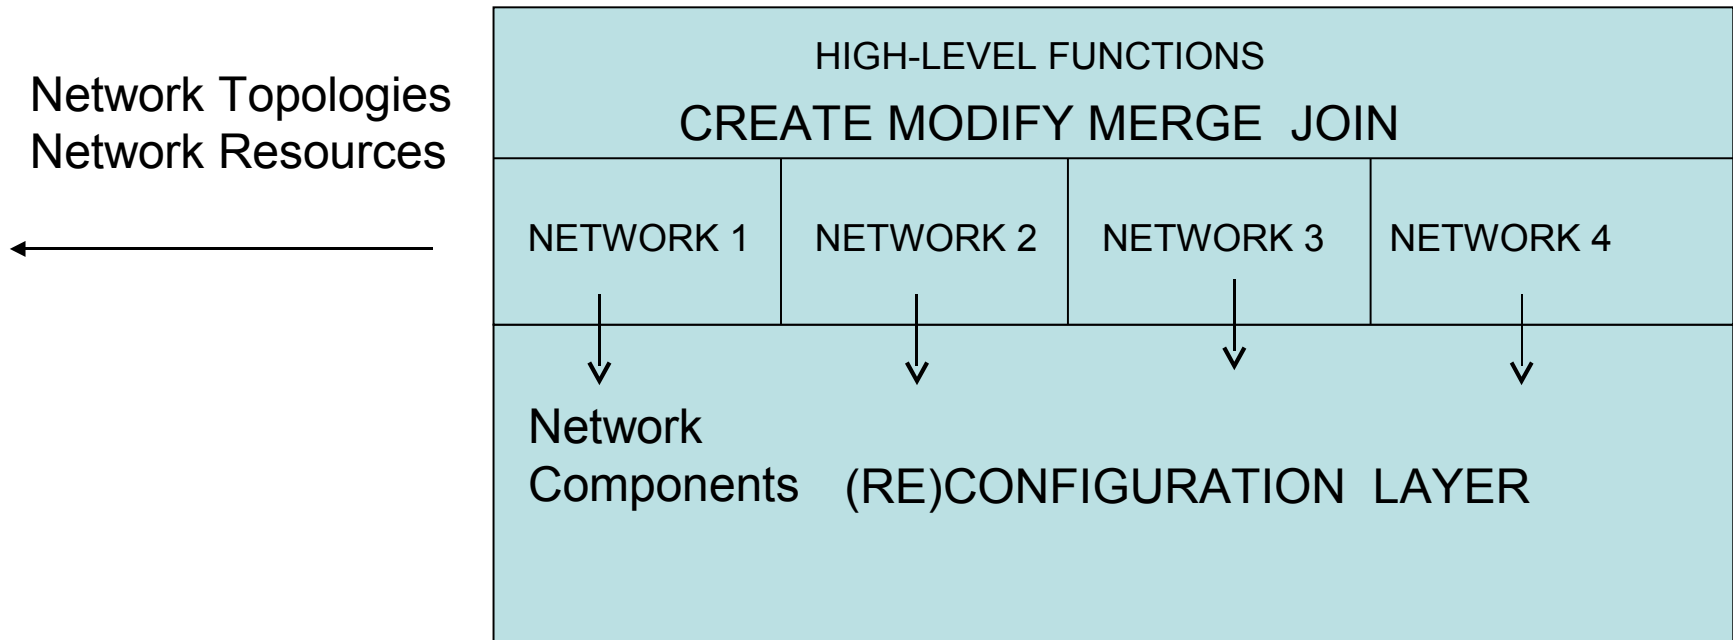 Network Topologies
Network Resources
HIGH-LEVEL FUNCTIONS
CREATE MODIFY MERGE JOIN
NETWORK 1
NETWORK 2
NETWORK 3
NETWORK 4
Network
Components (RE)CONFIGURATION LAYER